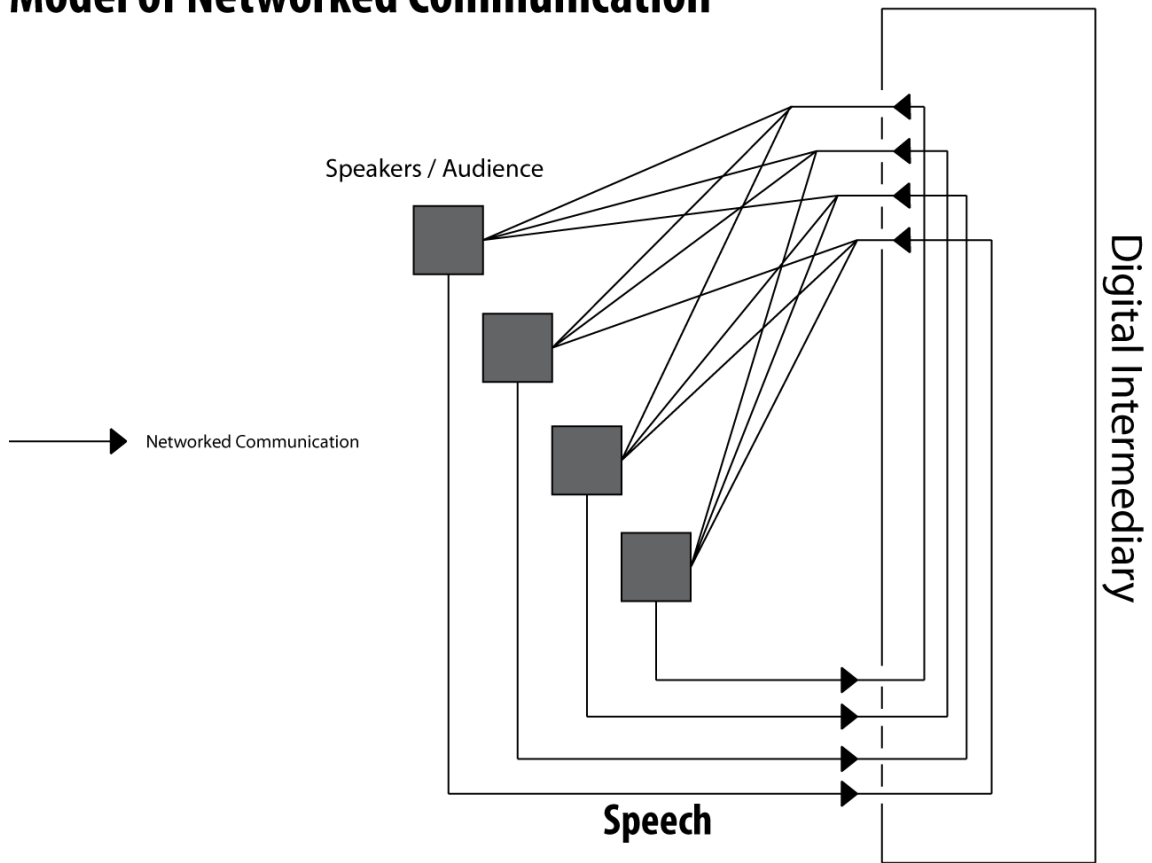 Model of Networked Communication
Speakers / Audience
Digital Intermediary
Networked Communication
Speech